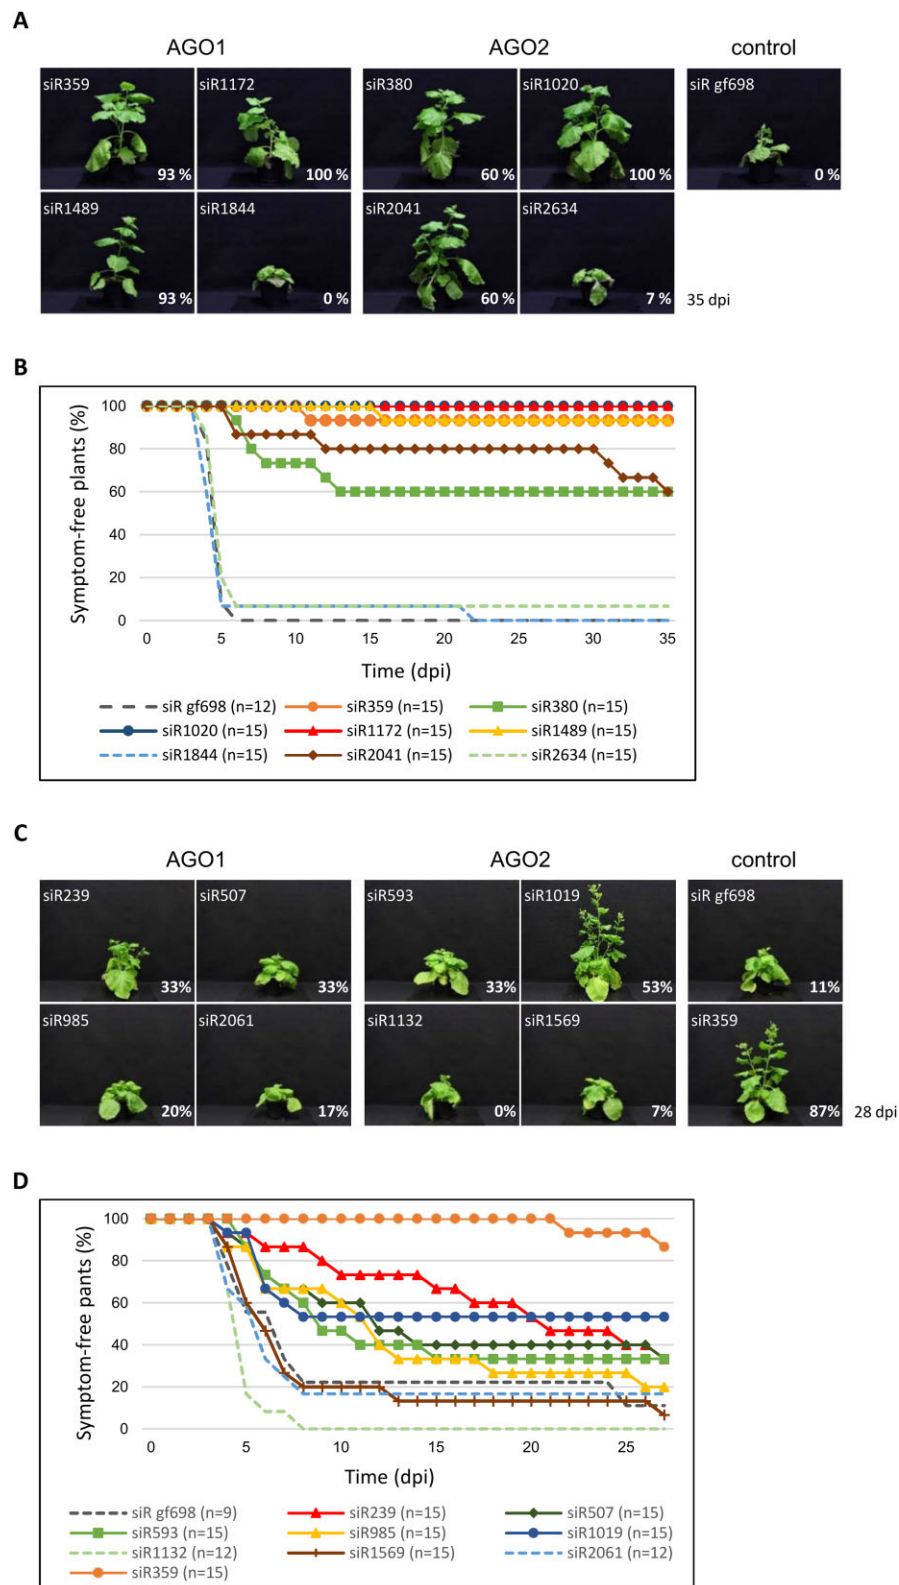 A
AGO1 AGO2 control
siR359 siR1172 siR380 siR1020 siR gf698
93 % 100 % 60 % 100 % 0 %
siR1489 siR1844 siR2041 siR2634
93 % 0 % 60 % 7 % 35 dpi
B
Symptom-free plants (%)
100
80
60
40
20
0
0 5 10 15 20 25 30 35
Time (dpi)
siR gf698 (n=12) siR359 (n=15) siR380 (n=15)
siR1020 (n=15) siR1172 (n=15) siR1489 (n=15)
siR1844 (n=15) siR2041 (n=15) siR2634 (n=15)
C
AGO1 AGO2 control
siR239 siR507 siR593 siR1019 siR gf698
33% 33% 33% 53% 11%
siR985 siR2061 siR1132 siR1569 siR359
20% 17% 0% 7% 87% 28 dpi
D
Symptom-free pants (%)
100
80
60
40
20
0
0 5 10 15 20 25
Time (dpi)
siR gf698 (n=9) siR239 (n=15) siR507 (n=15)
siR593 (n=15) siR985 (n=15) siR1019 (n=15)
siR1132 (n=12) siR1569 (n=15) siR2061 (n=12)
siR359 (n=15)